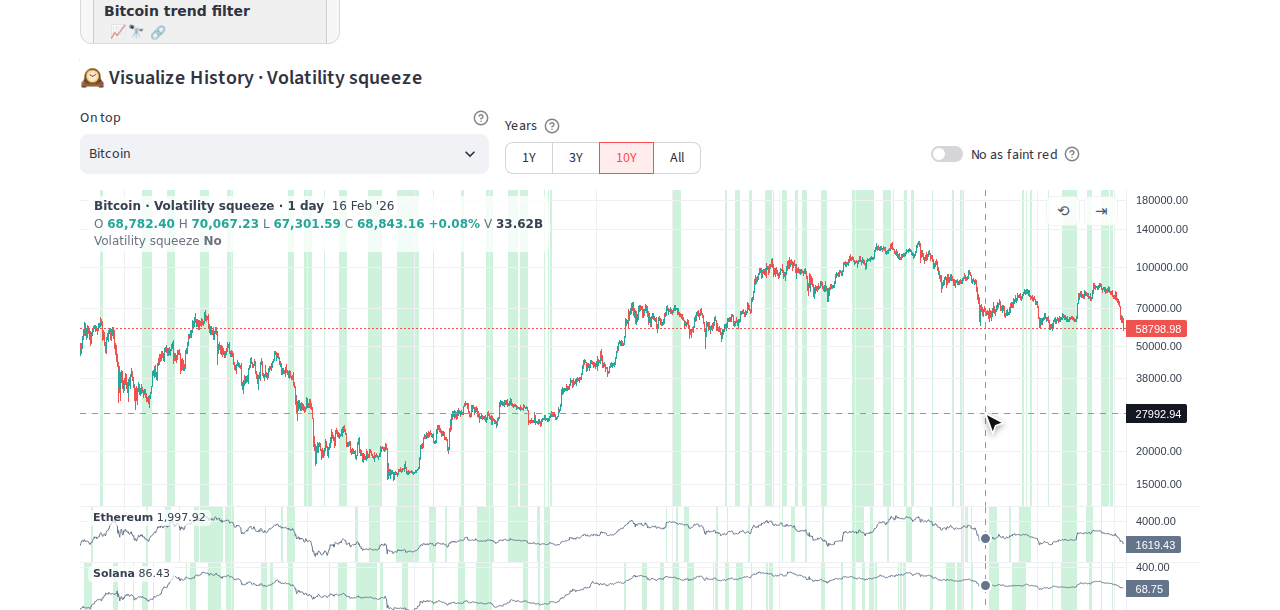 Bitcoin trend filter
Visualize History · Volatility squeeze
On top
Bitcoin
Years
1Y 3Y 10Y All
No as faint red
Bitcoin · Volatility squeeze · 1 day 16 Feb '26
O 68,782.40 H 70,067.23 L 67,301.59 C 68,843.16 +0.08% V 33.62B
Volatility squeeze No
180000.00
140000.00
100000.00
70000.00
58798.98
50000.00
38000.00
27992.94
20000.00
15000.00
Ethereum 1,997.92
4000.00
1619.43
Solana 86.43
400.00
68.75